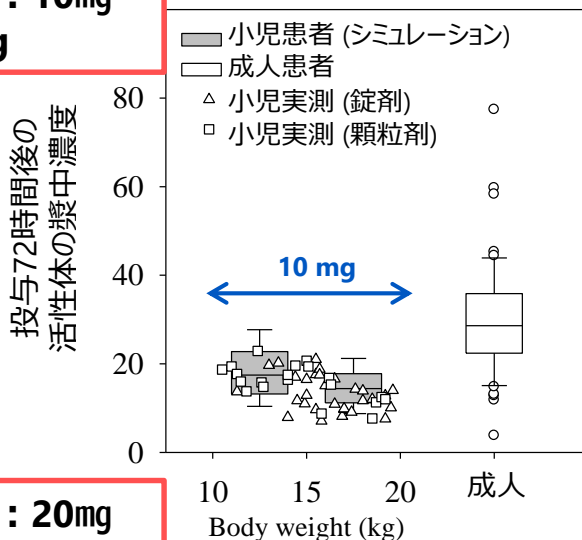 : 10㎎
g
小児患者 (シミュレーション)
成人患者
小児実測 (錠剤)
小児実測 (顆粒剤)
投与72時間後の
活性体の漿中濃度
80
60
40
20
0
10 mg
10
15
20
成人
Body weight (kg)
: 20㎎